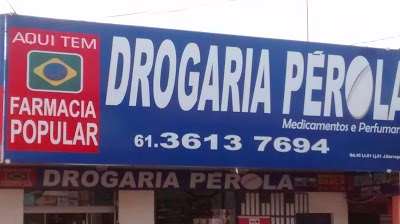 AQUI TEM
FARMACIA
POPULAR
DROGARIA PÉROLA
Medicamentos e Perfumar
61.3613 7694
DROGARIA PÉROLA